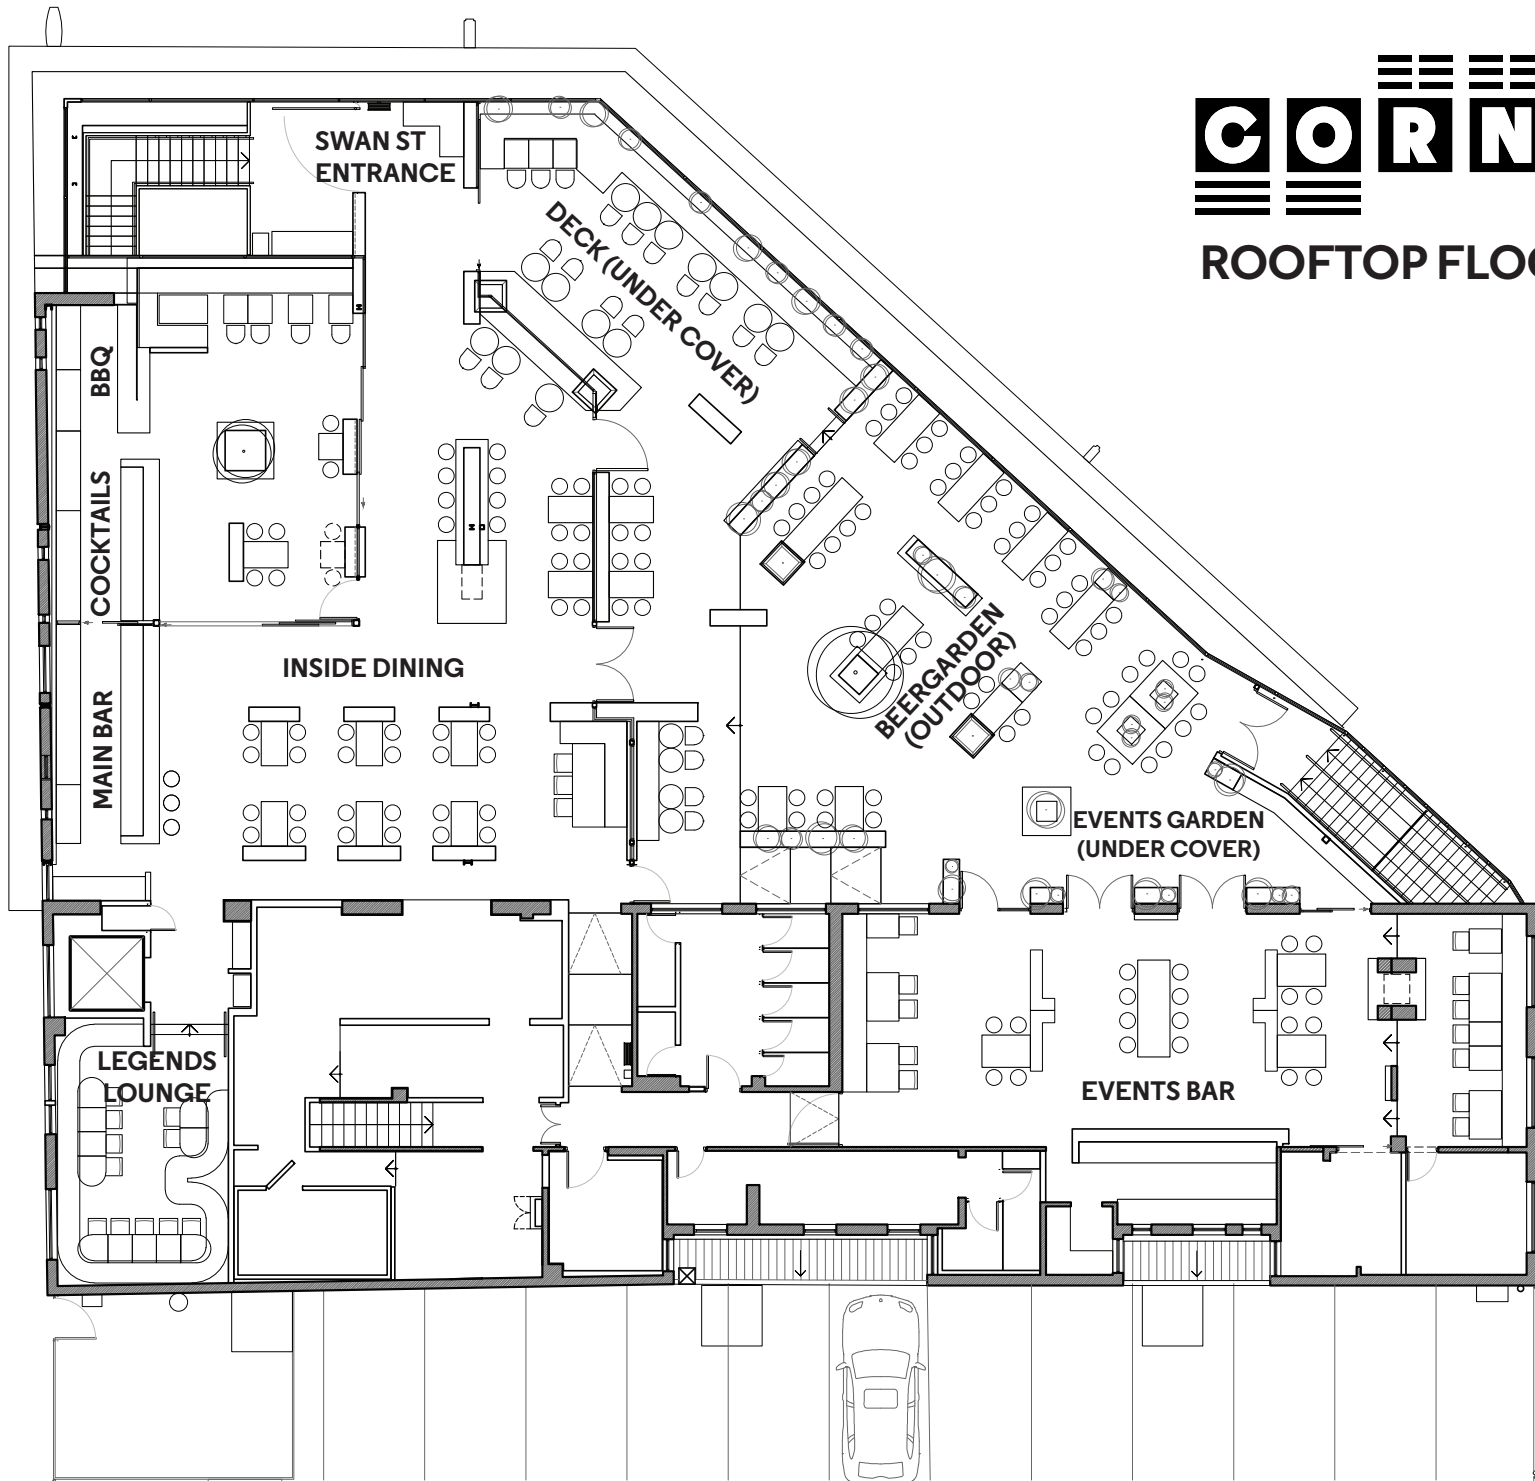 CORN
ROOFTOP FLOO
SWAN ST
ENTRANCE
DECK (UNDER COVER)
BBQ
COCKTAILS
MAIN BAR
INSIDE DINING
BEERGARDEN
(OUTDOOR)
EVENTS GARDEN
(UNDER COVER)
LEGENDS
LOUNGE
EVENTS BAR